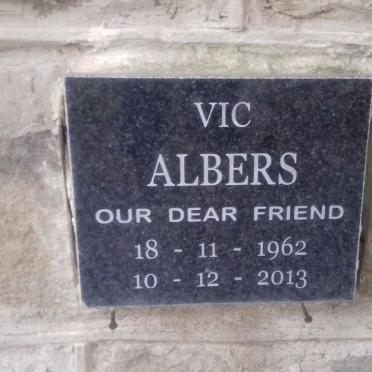 VIC
ALBERS
OUR DEAR FRIEND
18 - 11 - 1962
10 - 12 - 2013